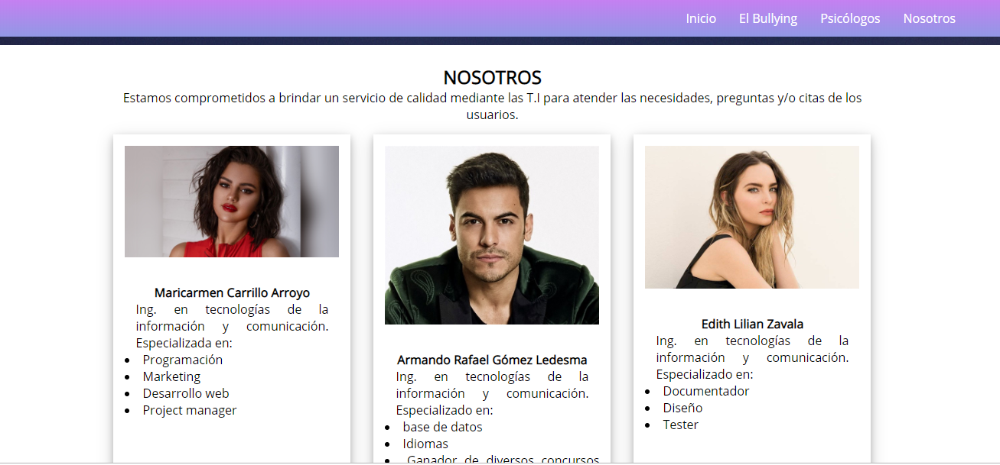 Inicio El Bullying Psicólogos Nosotros
NOSOTROS
Estamos comprometidos a brindar un servicio de calidad mediante las T.I para atender las necesidades, preguntas y/o citas de los
usuarios.
Maricarmen Carrillo Arroyo
Ing. en tecnologías de la
información y comunicación.
Especializada en:
Programación
Marketing
Desarrollo web
Project manager
Armando Rafael Gómez Ledesma
Ing. en tecnologías de la
información y comunicación.
Especializado en:
base de datos
Idiomas
Ganador de diversos concursos
Edith Lilian Zavala
Ing. en tecnologías de la
información y comunicación.
Especializado en:
Documentador
Diseño
Tester